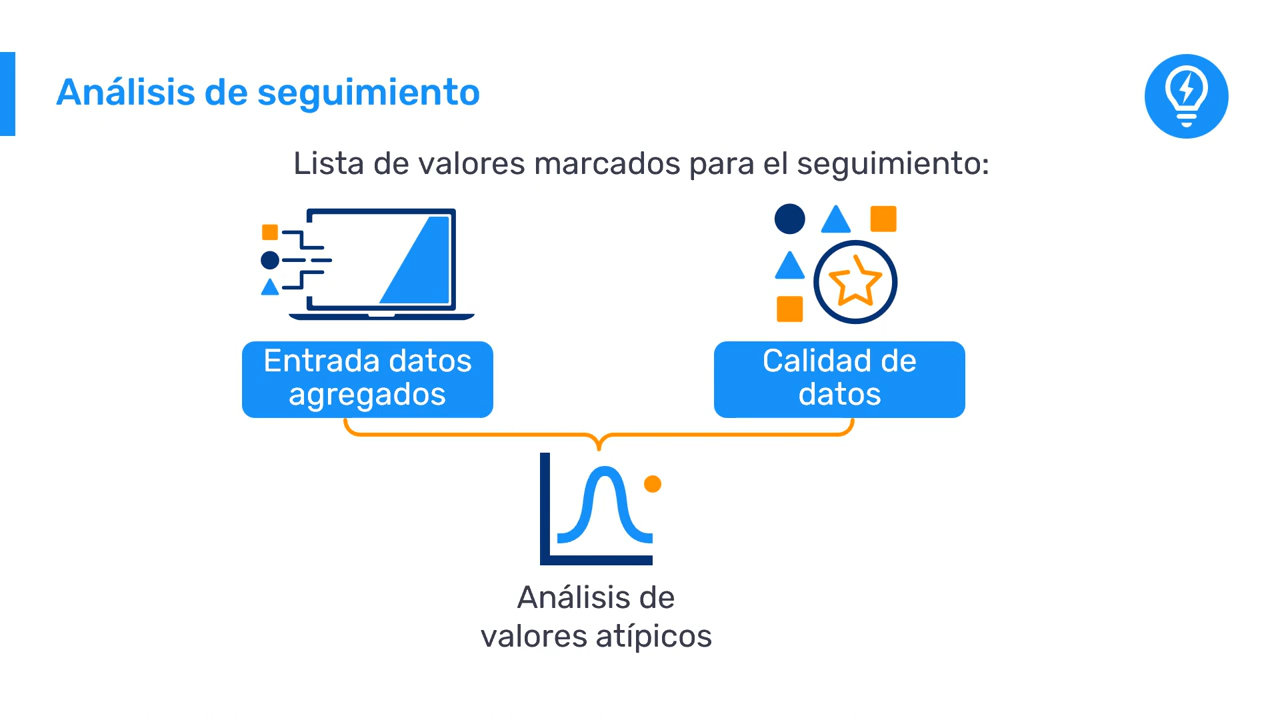 Análisis de seguimiento
Lista de valores marcados para el seguimiento:
Entrada datos
agregados
Calidad de
datos
Análisis de
valores atípicos